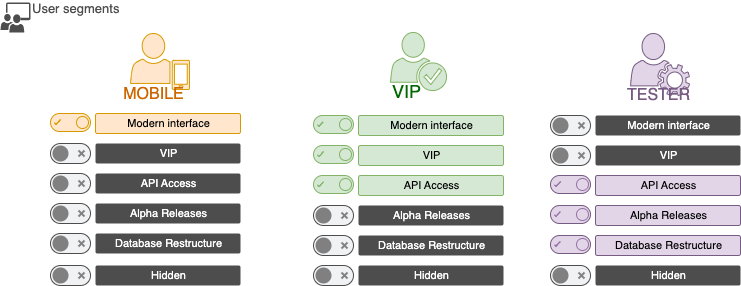 User segments
MOBILE
Modern interface
VIP
API Access
Alpha Releases
Database Restructure
Hidden
VIP
Modern interface
VIP
API Access
Alpha Releases
Database Restructure
Hidden
TESTER
Modern interface
VIP
API Access
Alpha Releases
Database Restructure
Hidden